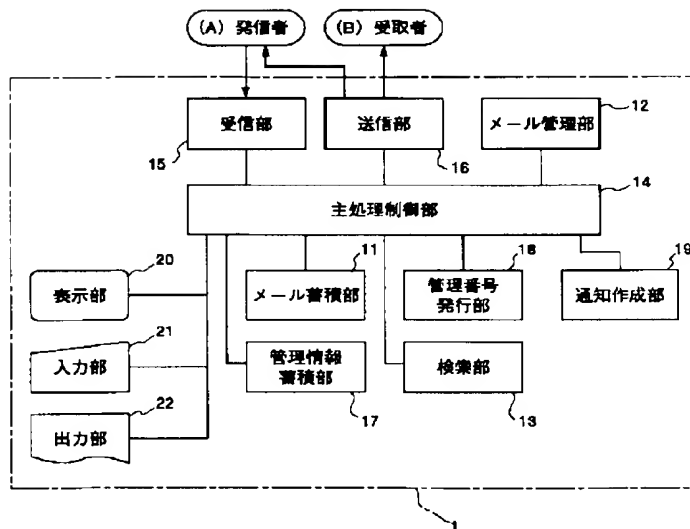 (A) 発信者
(B) 受取者
受信部
15
送信部
16
メール管理部
12
主処理制御部
14
表示部
20
メール蓄積部
11
管理番号
発行部
18
通知作成部
19
入力部
21
管理情報
蓄積部
17
検索部
13
出力部
22
1